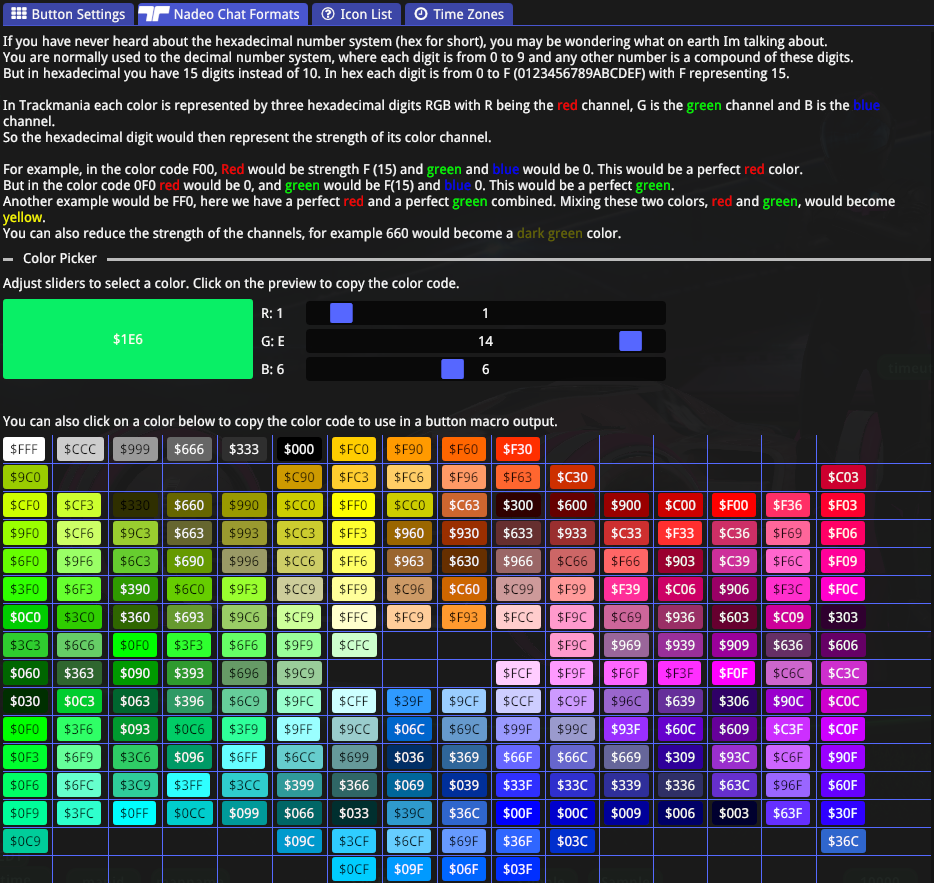 Button Settings Nadeo Chat Formats Icon List Time Zones
If you have never heard about the hexadecimal number system (hex for short), you may be wondering what on earth Im talking about.
You are normally used to the decimal number system, where each digit is from 0 to 9 and any other number is a compound of these digits.
But in hexadecimal you have 15 digits instead of 10. In hex each digit is from 0 to F (0123456789ABCDEF) with F representing 15.
In Trackmania each color is represented by three hexadecimal digits RGB with R being the red channel, G is the green channel and B is the blue
channel.
So the hexadecimal digit would then represent the strength of its color channel.
For example, in the color code F00, Red would be strength F (15) and green and blue would be 0. This would be a perfect red color.
But in the color code 0F0 red would be 0, and green would be F(15) and blue 0. This would be a perfect green.
Another example would be FF0, here we have a perfect red and a perfect green combined. Mixing these two colors, red and green, would become
yellow.
You can also reduce the strength of the channels, for example 660 would become a dark green color.
Color Picker
Adjust sliders to select a color. Click on the preview to copy the color code.
$1E6
R: 1 1
G: E 14
B: 6 6
You can also click on a color below to copy the color code to use in a button macro output.
$FFF $CCC $999 $666 $333 $000 $FC0 $F90 $F60 $F30
$9C0 $C90 $FC3 $FC6 $F96 $F63 $C30 $C03
$CF0 $CF3 $330 $660 $990 $CC0 $FF0 $CC0 $C63 $300 $600 $900 $C00 $F00 $F36 $F03
$9F0 $CF6 $9C3 $663 $993 $CC3 $FF3 $960 $930 $633 $933 $C33 $F33 $C36 $F69 $F06
$6F0 $9F6 $6C3 $690 $996 $CC6 $FF6 $963 $630 $966 $C66 $F66 $903 $C39 $F6C $F09
$3F0 $6F3 $390 $6C0 $9F3 $CC9 $FF9 $C96 $C60 $C99 $F99 $F39 $C06 $906 $F3C $F0C
$0C0 $3C0 $360 $693 $9C6 $CF9 $FFC $FC9 $F93 $FCC $F9C $C69 $936 $603 $C09 $303
$3C3 $6C6 $0F0 $3F3 $6F6 $9F9 $CFC $F9C $969 $939 $909 $636 $606
$060 $363 $090 $393 $696 $9C9 $FCF $F9F $F6F $F3F $F0F $C6C $C3C
$030 $0C3 $063 $396 $6C9 $9FC $CFF $39F $9CF $CCF $C9F $96C $639 $306 $90C $C0C
$0F0 $3F6 $093 $0C6 $3F9 $9FF $9CC $06C $69C $99F $99C $93F $60C $609 $C3F $C0F
$0F3 $6F9 $3C6 $096 $6FF $6CC $699 $036 $369 $66F $66C $669 $309 $93C $C6F $90F
$0F6 $6FC $3C9 $3FF $3CC $399 $366 $069 $039 $33F $33C $339 $336 $63C $96F $60F
$0F9 $3FC $0FF $0CC $099 $066 $033 $39C $36C $00F $00C $009 $006 $003 $63F $30F
$0C9 $09C $3CF $6CF $69F $36F $03C $36C
$0CF $09F $06F $03F